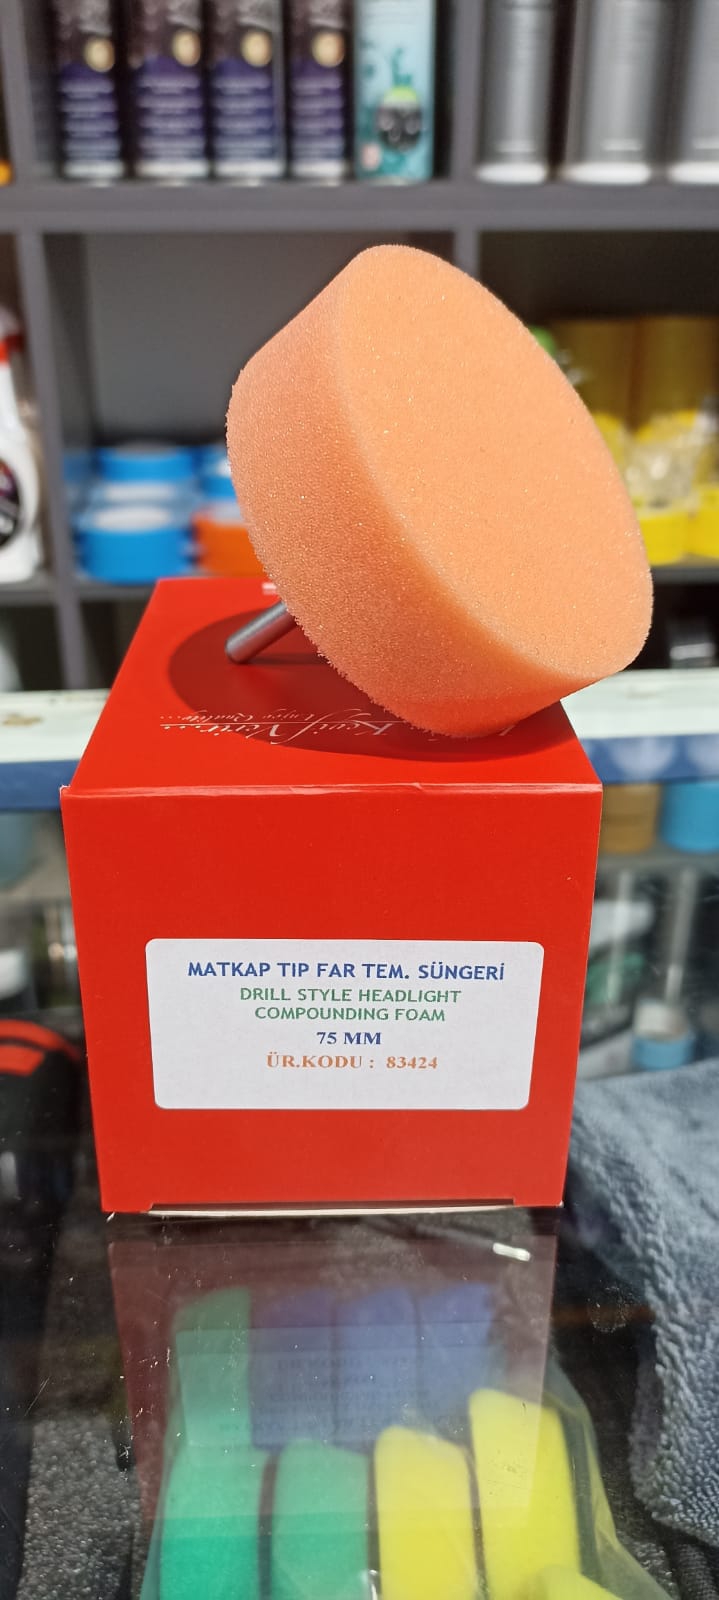 MATKAP TIP FAR TEM. SÜNGERİ
DRILL STYLE HEADLIGHT
COMPOUNDING FOAM
75 MM
ÜR.KODU : 83424